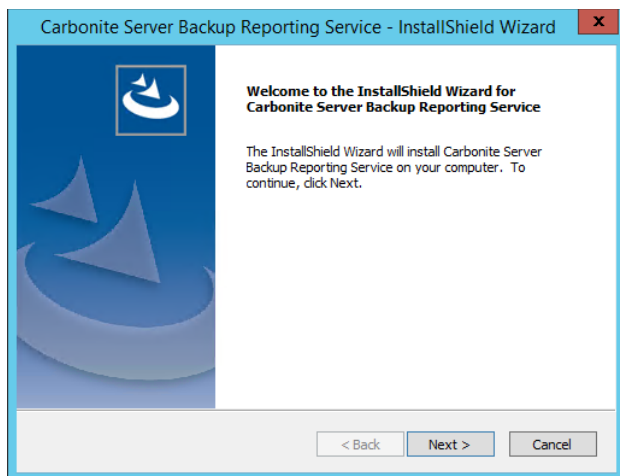 Carbonite Server Backup Reporting Service - InstallShield Wizard
x
Welcome to the InstallShield Wizard for
Carbonite Server Backup Reporting Service
The InstallShield Wizard will install Carbonite Server
Backup Reporting Service on your computer. To
continue, click Next.
< Back Next > Cancel